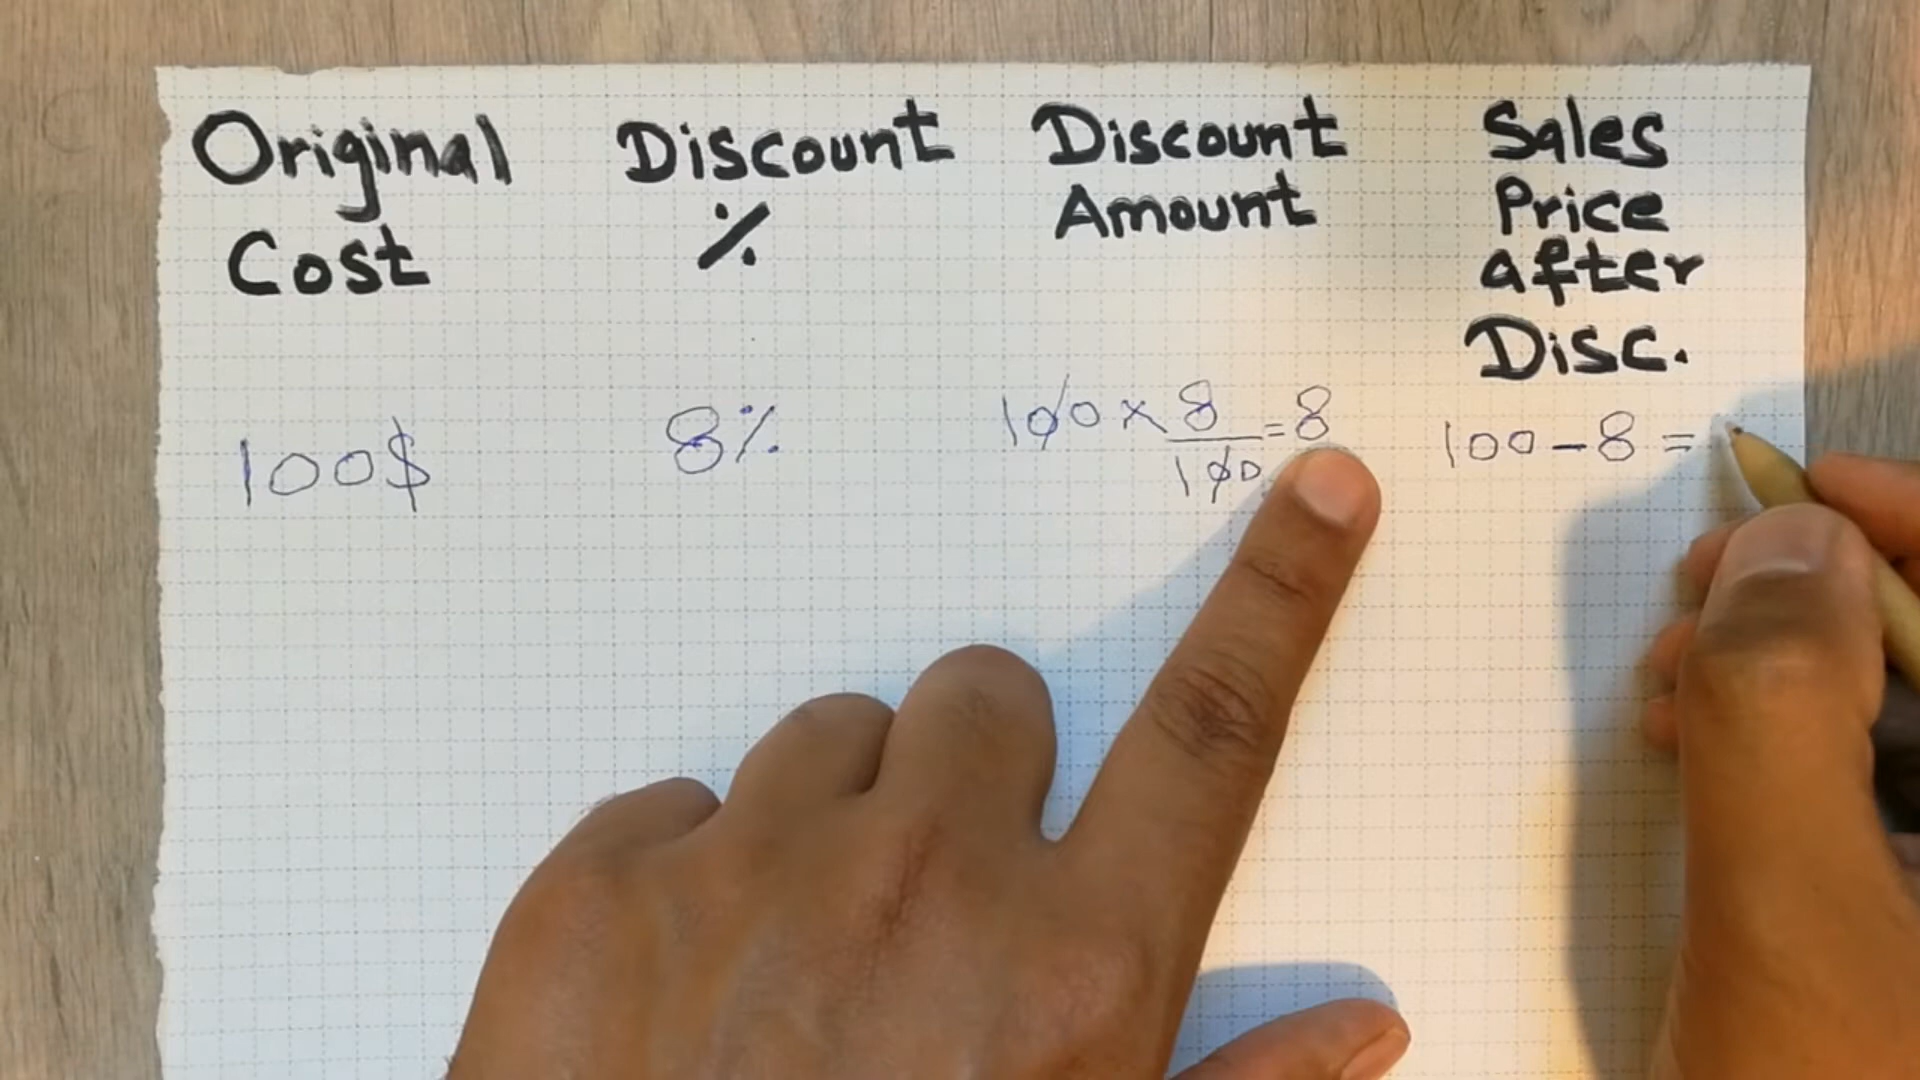 Original
Cost
Discount
%
Discount
Amount
Sales
Price
after
Disc.
100$
8%
100 × 8 = 8
100
100 - 8 =